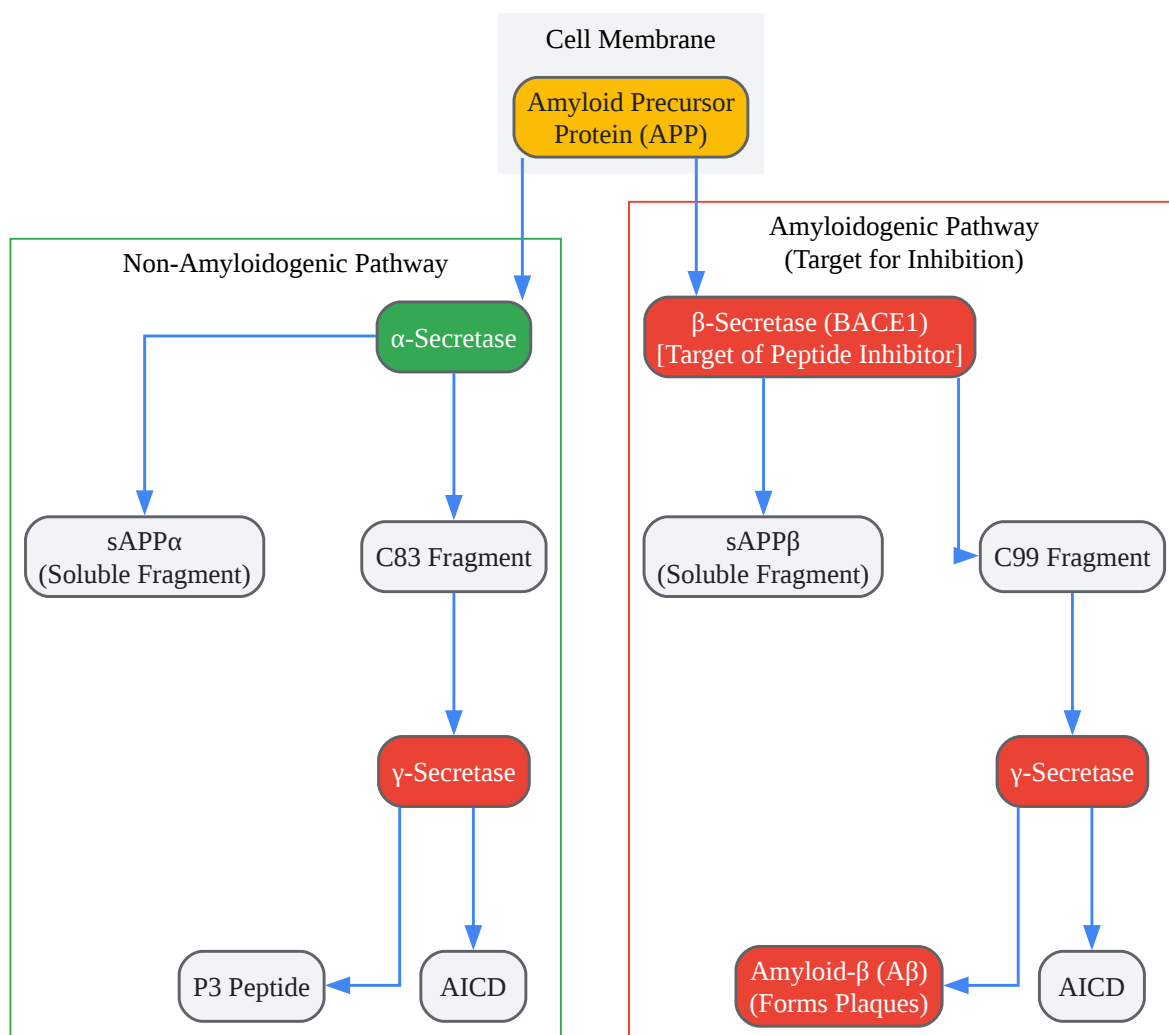 Cell Membrane
Amyloid Precursor
Protein (APP)
Non-Amyloidogenic Pathway
α-Secretase
sAPPα
(Soluble Fragment)
C83 Fragment
γ-Secretase
P3 Peptide
AICD
Amyloidogenic Pathway
(Target for Inhibition)
β-Secretase (BACE1)
[Target of Peptide Inhibitor]
sAPPβ
(Soluble Fragment)
C99 Fragment
γ-Secretase
Amyloid-β (Aβ)
(Forms Plaques)
AICD